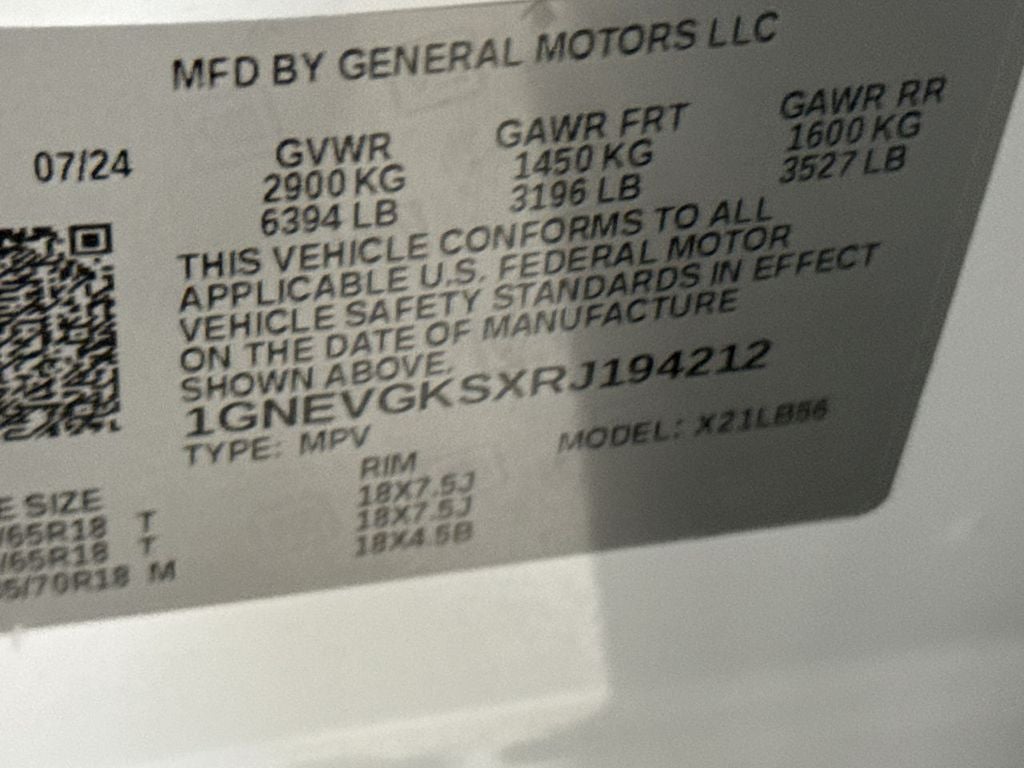 MFD BY GENERAL MOTORS LLC
07/24
GVWR
2900 KG
6394 LB
GAWR FRT
1450 KG
3196 LB
GAWR RR
1600 KG
3527 LB
THIS VEHICLE CONFORMS TO ALL
APPLICABLE U.S. FEDERAL MOTOR
VEHICLE SAFETY STANDARDS IN EFFECT
ON THE DATE OF MANUFACTURE
SHOWN ABOVE.
1GNEVGKSXRJ194212
TYPE: MPV MODEL: X21LB56
E SIZE RIM
/65R18 T 18X7.5J
/65R18 T 18X7.5J
5/70R18 M 18X4.5B